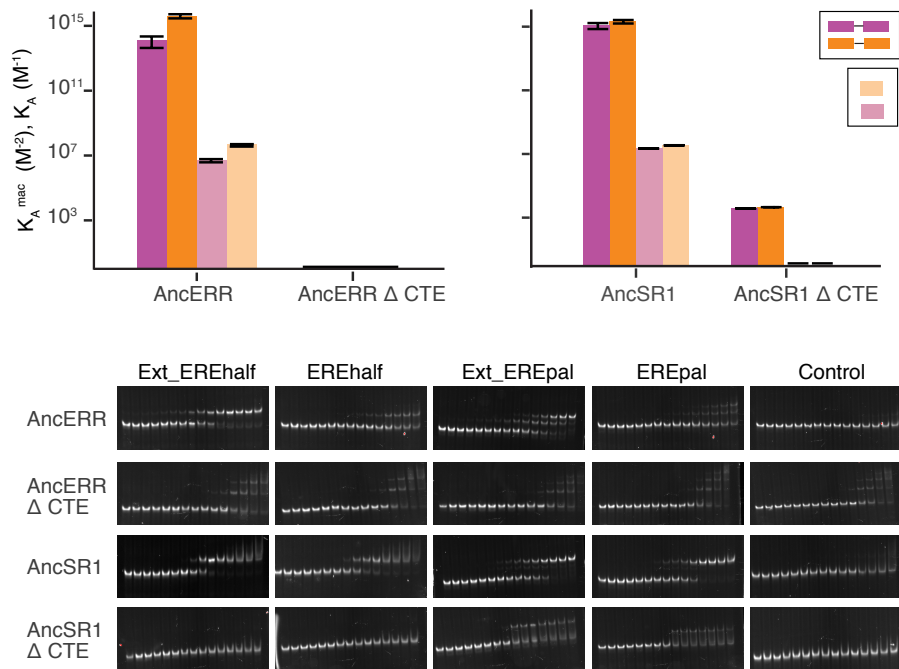 10¹⁵
10¹¹
10⁷
10³
K_A^mac (M⁻²), K_A (M⁻¹)
AncERR AncERR Δ CTE
AncSR1 AncSR1 Δ CTE
Ext_EREhalf EREhalf Ext_EREpal EREpal Control
AncERR
AncERR
Δ CTE
AncSR1
AncSR1
Δ CTE